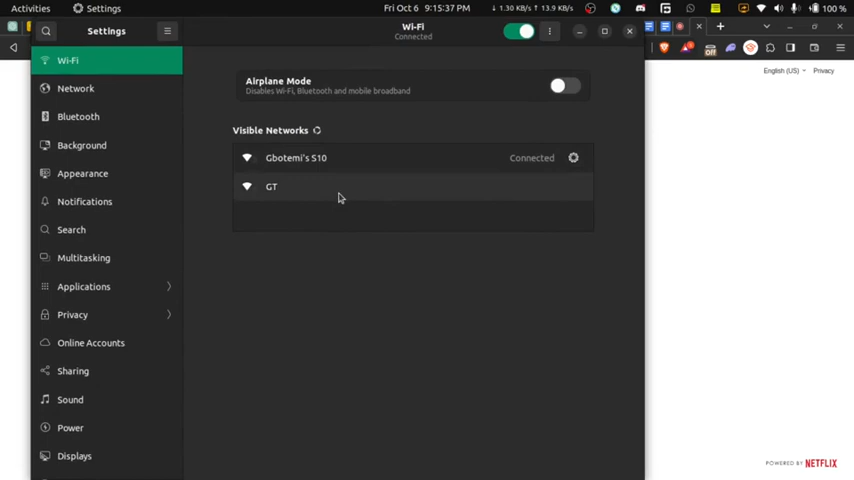 Activities
Settings
Fri Oct 6 9:15:37 PM
↓ 1.30 KB/s ↑ 13.9 KB/s
100 %
Settings
Wi-Fi
Connected
Wi-Fi
Network
Bluetooth
Background
Appearance
Notifications
Search
Multitasking
Applications
Privacy
Online Accounts
Sharing
Sound
Power
Displays
Airplane Mode
Disables Wi-Fi, Bluetooth and mobile broadband
Visible Networks
Gbotemi's S10 Connected
GT
Off
English (US) Privacy
POWERED BY NETFLIX